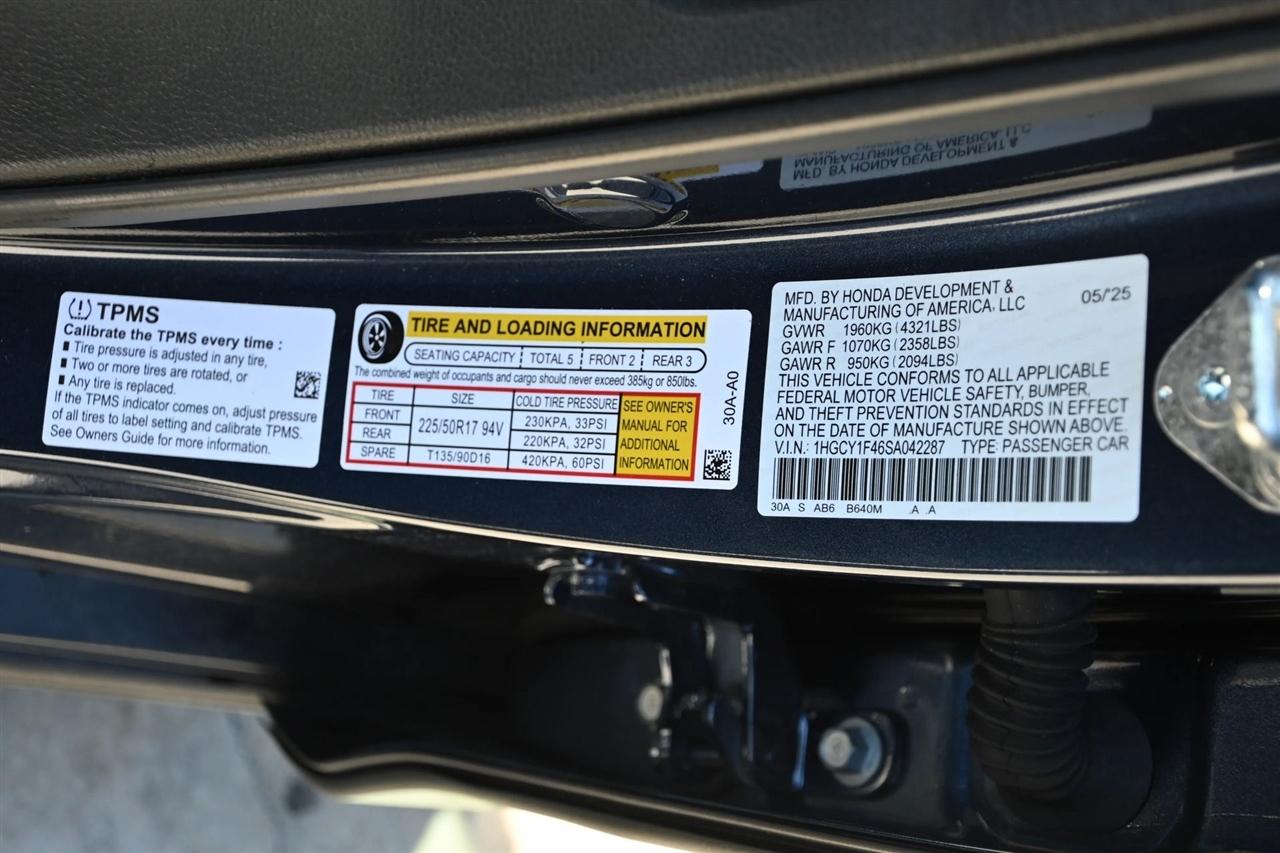 TPMS
Calibrate the TPMS every time :
■ Tire pressure is adjusted in any tire,
■ Two or more tires are rotated, or
■ Any tire is replaced.
If the TPMS indicator comes on, adjust pressure
of all tires to label setting and calibrate TPMS.
See Owners Guide for more information.
TIRE AND LOADING INFORMATION
SEATING CAPACITY TOTAL 5 FRONT 2 REAR 3
The combined weight of occupants and cargo should never exceed 385kg or 850lbs.
TIRE SIZE COLD TIRE PRESSURE
FRONT 225/50R17 94V 230KPA, 33PSI
REAR 220KPA, 32PSI
SPARE T135/90D16 420KPA, 60PSI
SEE OWNER'S
MANUAL FOR
ADDITIONAL
INFORMATION
30A-A0
MFD. BY HONDA DEVELOPMENT &
MANUFACTURING OF AMERICA, LLC
05/'25
GVWR 1960KG (4321LBS)
GAWR F 1070KG (2358LBS)
GAWR R 950KG (2094LBS)
THIS VEHICLE CONFORMS TO ALL APPLICABLE
FEDERAL MOTOR VEHICLE SAFETY, BUMPER,
AND THEFT PREVENTION STANDARDS IN EFFECT
ON THE DATE OF MANUFACTURE SHOWN ABOVE.
V.I.N.: 1HGCY1F46SA042287 TYPE: PASSENGER CAR
30A S AB6 B640M .A .A
MFD. BY HONDA DEVELOPMENT &
MANUFACTURING OF AMERICA, LLC